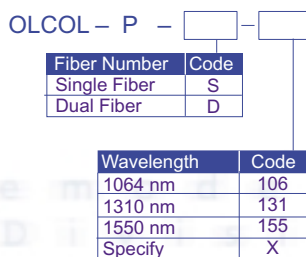 OLCOL – P – –
Fiber Number Code
Single Fiber S
Dual Fiber D
Wavelength Code
1064 nm 106
1310 nm 131
1550 nm 155
Specify X